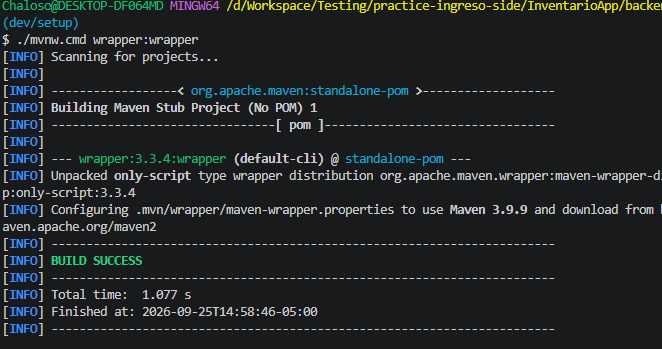 Chaloso@DESKTOP-DF064MD MINGW64 /d/Workspace/Testing/practice-ingreso-side/InventarioApp/backe
(dev/setup)
$ ./mvnw.cmd wrapper:wrapper
[INFO] Scanning for projects...
[INFO]
[INFO] ------------------< org.apache.maven:standalone-pom >-------------------
[INFO] Building Maven Stub Project (No POM) 1
[INFO] --------------------------------[ pom ]---------------------------------
[INFO]
[INFO] --- wrapper:3.3.4:wrapper (default-cli) @ standalone-pom ---
[INFO] Unpacked only-script type wrapper distribution org.apache.maven.wrapper:maven-wrapper-di
p:only-script:3.3.4
[INFO] Configuring .mvn/wrapper/maven-wrapper.properties to use Maven 3.9.9 and download from
aven.apache.org/maven2
[INFO] ------------------------------------------------------------------------
[INFO] BUILD SUCCESS
[INFO] ------------------------------------------------------------------------
[INFO] Total time:  1.077 s
[INFO] Finished at: 2026-09-25T14:58:46-05:00
[INFO] ------------------------------------------------------------------------